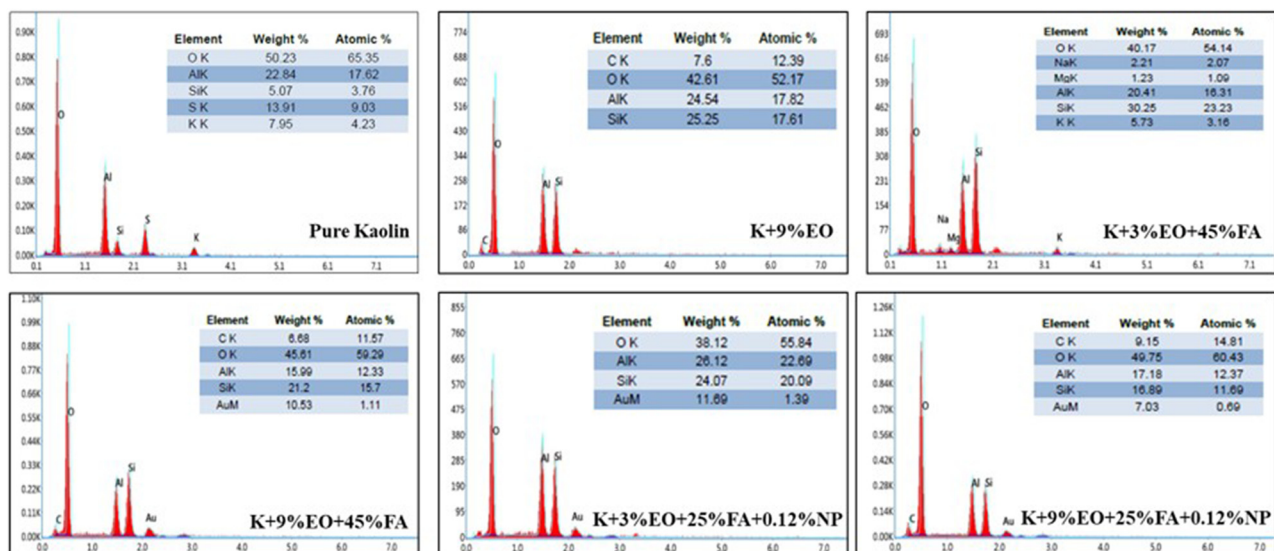 Element Weight % Atomic %
O K 50.23 65.35
AlK 22.84 17.62
SiK 5.07 3.76
S K 13.91 9.03
K K 7.95 4.23
0.90K
0.80K
0.70K
0.60K
0.50K
0.40K
0.30K
0.20K
0.10K
0.00K
O
Al
Si
S
K
Pure Kaolin
0.1 1.1 2.1 3.1 4.1 5.1 6.1 7.1
Element Weight % Atomic %
C K 7.6 12.39
O K 42.61 52.17
AlK 24.54 17.82
SiK 25.25 17.61
774
688
602
516
430
344
258
172
86
0
C
O
Al
Si
K+9%EO
0.0 1.0 2.0 3.0 4.0 5.0 6.0 7.0
Element Weight % Atomic %
O K 40.17 54.14
NaK 2.21 2.07
MgK 1.23 1.09
AlK 20.41 16.31
SiK 30.25 23.23
K K 5.73 3.16
693
616
539
462
385
308
231
154
77
0
O
Na
Mg
Al
Si
K
K+3%EO+45%FA
0.1 1.1 2.1 3.1 4.1 5.1 6.1 7.1
Element Weight % Atomic %
C K 6.68 11.57
O K 45.61 59.29
AlK 15.99 12.33
SiK 21.2 15.7
AuM 10.53 1.11
1.10K
0.99K
0.88K
0.77K
0.66K
0.55K
0.44K
0.33K
0.22K
0.11K
0.00K
C
O
Al
Si
Au
K+9%EO+45%FA
0.0 1.0 2.0 3.0 4.0 5.0 6.0 7.0
Element Weight % Atomic %
O K 38.12 55.84
AlK 26.12 22.69
SiK 24.07 20.09
AuM 11.69 1.39
855
760
665
570
475
380
285
190
95
0
O
Al
Si
Au
K+3%EO+25%FA+0.12%NP
0.0 1.0 2.0 3.0 4.0 5.0 6.0 7.0
Element Weight % Atomic %
C K 9.15 14.81
O K 49.75 60.43
AlK 17.18 12.37
SiK 16.89 11.69
AuM 7.03 0.69
1.26K
1.12K
0.98K
0.84K
0.70K
0.56K
0.42K
0.28K
0.14K
0.00K
C
O
Al
Si
Au
K+9%EO+25%FA+0.12%NP
0.0 1.0 2.0 3.0 4.0 5.0 6.0 7.0